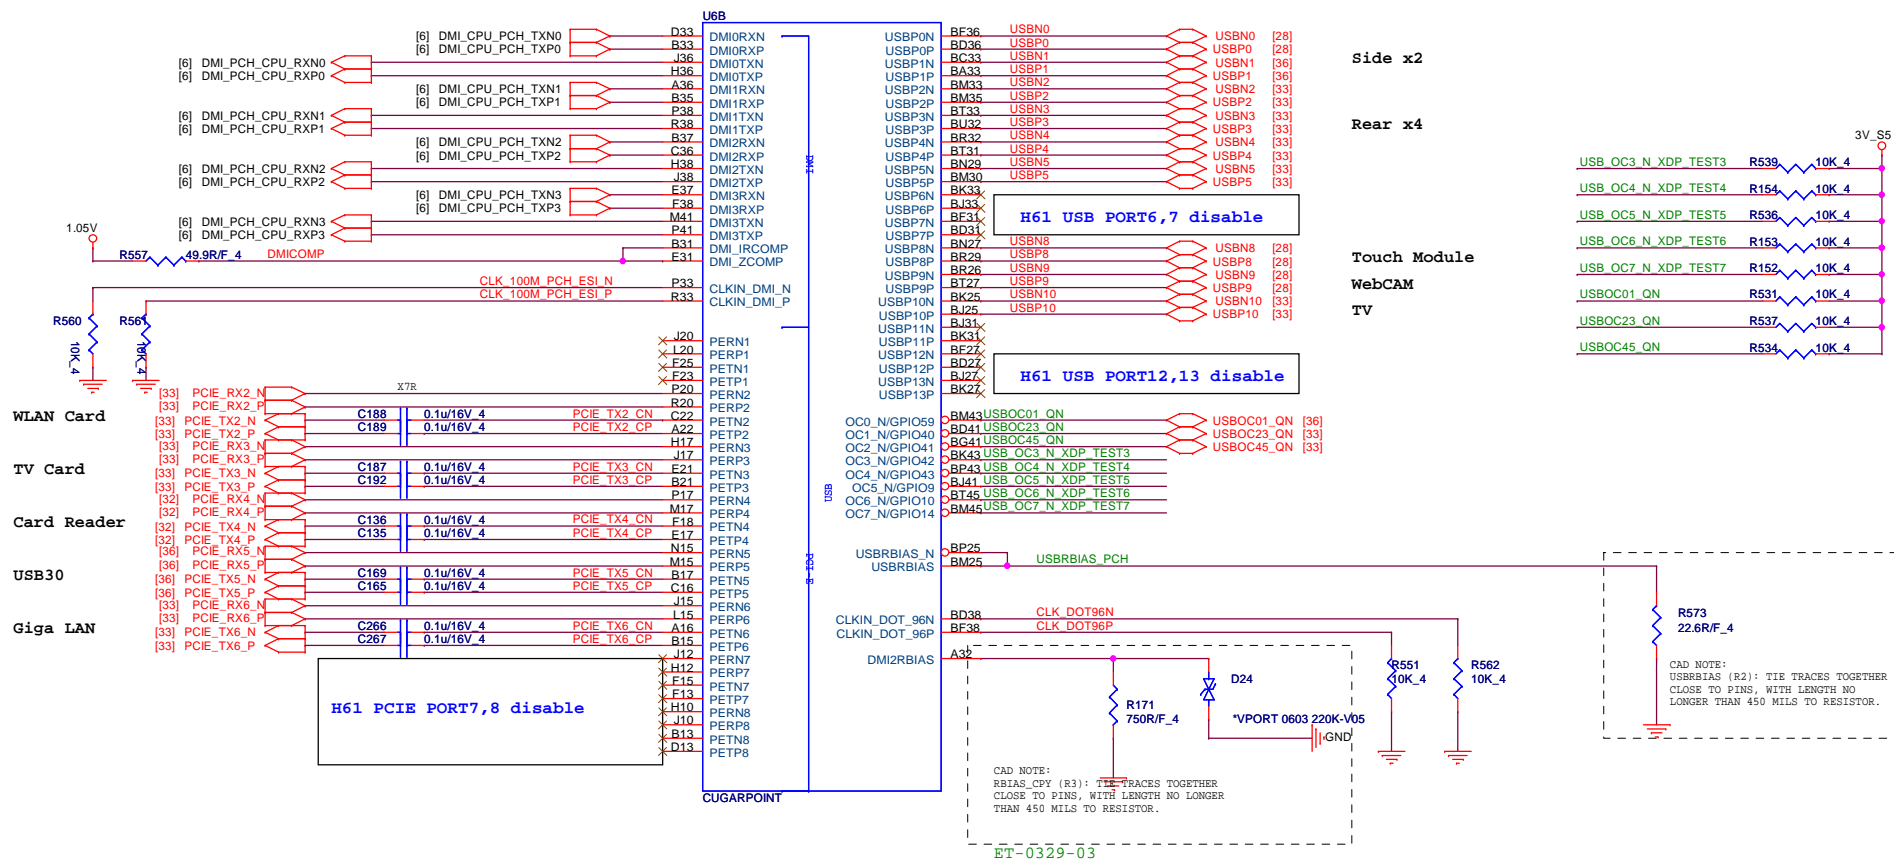 U6B
[6] DMI_CPU_PCH_TXN0 D33 DMI0RXN
[6] DMI_CPU_PCH_TXP0 B33 DMI0RXP
[6] DMI_PCH_CPU_RXN0 J36 DMI0TXN
[6] DMI_PCH_CPU_RXP0 H36 DMI0TXP
[6] DMI_CPU_PCH_TXN1 A36 DMI1RXN
[6] DMI_CPU_PCH_TXP1 B35 DMI1RXP
[6] DMI_PCH_CPU_RXN1 P38 DMI1TXN
[6] DMI_PCH_CPU_RXP1 R38 DMI1TXP
[6] DMI_CPU_PCH_TXN2 B37 DMI2RXN
[6] DMI_CPU_PCH_TXP2 C36 DMI2RXP
[6] DMI_PCH_CPU_RXN2 H38 DMI2TXN
[6] DMI_PCH_CPU_RXP2 J38 DMI2TXP
[6] DMI_CPU_PCH_TXN3 E37 DMI3RXN
[6] DMI_CPU_PCH_TXP3 F38 DMI3RXP
[6] DMI_PCH_CPU_RXN3 M41 DMI3TXN
[6] DMI_PCH_CPU_RXP3 P41 DMI3TXP
1.05V
B31 DMI_IRCOMP
R557 49.9R/F_4 DMICOMP E31 DMI_ZCOMP
CLK_100M_PCH_ESI_N P33 CLKIN_DMI_N
CLK_100M_PCH_ESI_P R33 CLKIN_DMI_P
R560 10K_4
R561 10K_4
J20 PERN1
L20 PERP1
F25 PETN1
F23 PETP1
X7R
[33] PCIE_RX2_N P20 PERN2
[33] PCIE_RX2_P R20 PERP2
WLAN Card
[33] PCIE_TX2_N C188 0.1u/16V_4 PCIE_TX2_CN C22 PETN2
[33] PCIE_TX2_P C189 0.1u/16V_4 PCIE_TX2_CP A22 PETP2
[33] PCIE_RX3_N H17 PERN3
[33] PCIE_RX3_P J17 PERP3
TV Card
[33] PCIE_TX3_N C187 0.1u/16V_4 PCIE_TX3_CN E21 PETN3
[33] PCIE_TX3_P C192 0.1u/16V_4 PCIE_TX3_CP B21 PETP3
[32] PCIE_RX4_N P17 PERN4
[32] PCIE_RX4_P M17 PERP4
Card Reader
[32] PCIE_TX4_N C136 0.1u/16V_4 PCIE_TX4_CN F18 PETN4
[32] PCIE_TX4_P C135 0.1u/16V_4 PCIE_TX4_CP E17 PETP4
[36] PCIE_RX5_N N15 PERN5
[36] PCIE_RX5_P M15 PERP5
USB30
[36] PCIE_TX5_N C169 0.1u/16V_4 PCIE_TX5_CN B17 PETN5
[36] PCIE_TX5_P C165 0.1u/16V_4 PCIE_TX5_CP C16 PETP5
[33] PCIE_RX6_N J15 PERN6
[33] PCIE_RX6_P L15 PERP6
Giga LAN
[33] PCIE_TX6_N C266 0.1u/16V_4 PCIE_TX6_CN A16 PETN6
[33] PCIE_TX6_P C267 0.1u/16V_4 PCIE_TX6_CP B15 PETP6
J12 PERN7
H12 PERP7
F15 PETN7
F13 PETP7
H61 PCIE PORT7,8 disable
H10 PERN8
J10 PERP8
B13 PETN8
D13 PETP8
CUGARPOINT
DMI
USB
PCI-E
USBP0N BF36 USBN0 USBN0 [28]
USBP0P BD36 USBP0 USBP0 [28]
USBP1N BC33 USBN1 USBN1 [36]
USBP1P BA33 USBP1 USBP1 [36]
Side x2
USBP2N BM33 USBN2 USBN2 [33]
USBP2P BM35 USBP2 USBP2 [33]
USBP3N BT33 USBN3 USBN3 [33]
USBP3P BU32 USBP3 USBP3 [33]
Rear x4
USBP4N BR32 USBN4 USBN4 [33]
USBP4P BT31 USBP4 USBP4 [33]
USBP5N BN29 USBN5 USBN5 [33]
USBP5P BM30 USBP5 USBP5 [33]
USBP6N BK33
USBP6P BJ33
USBP7N BF31
USBP7P BD31
H61 USB PORT6,7 disable
USBP8N BN27 USBN8 USBN8 [28]
USBP8P BR29 USBP8 USBP8 [28]
Touch Module
USBP9N BR26 USBN9 USBN9 [28]
USBP9P BT27 USBP9 USBP9 [28]
WebCAM
USBP10N BK25 USBN10 USBN10 [33]
USBP10P BJ25 USBP10 USBP10 [33]
TV
USBP11N BJ31
USBP11P BK31
USBP12N BF27
USBP12P BD27
USBP13N BJ27
USBP13P BK27
H61 USB PORT12,13 disable
OC0_N/GPIO59 BM43 USBOC01_QN USBOC01_QN [36]
OC1_N/GPIO40 BD41 USBOC23_QN USBOC23_QN [33]
OC2_N/GPIO41 BG41 USBOC45_QN USBOC45_QN [33]
OC3_N/GPIO42 BK43 USB_OC3_N_XDP_TEST3
OC4_N/GPIO43 BP43 USB_OC4_N_XDP_TEST4
OC5_N/GPIO9 BJ41 USB_OC5_N_XDP_TEST5
OC6_N/GPIO10 BT45 USB_OC6_N_XDP_TEST6
OC7_N/GPIO14 BM45 USB_OC7_N_XDP_TEST7
USBRBIAS_N BP25
USBRBIAS BM25 USBRBIAS_PCH
CLKIN_DOT_96N BD38 CLK_DOT96N
CLKIN_DOT_96P BF38 CLK_DOT96P
DMI2RBIAS A32
R171
750R/F_4
D24
*VPORT 0603 220K-V05
GND
CAD NOTE:
RBIAS_CPY (R3): TIE TRACES TOGETHER
CLOSE TO PINS, WITH LENGTH NO LONGER
THAN 450 MILS TO RESISTOR.
ET-0329-03
R551
10K_4
R562
10K_4
R573
22.6R/F_4
CAD NOTE:
USBRBIAS (R2): TIE TRACES TOGETHER
CLOSE TO PINS, WITH LENGTH NO
LONGER THAN 450 MILS TO RESISTOR.
3V_S5
USB_OC3_N_XDP_TEST3 R539 10K_4
USB_OC4_N_XDP_TEST4 R154 10K_4
USB_OC5_N_XDP_TEST5 R536 10K_4
USB_OC6_N_XDP_TEST6 R153 10K_4
USB_OC7_N_XDP_TEST7 R152 10K_4
USBOC01_QN R531 10K_4
USBOC23_QN R537 10K_4
USBOC45_QN R534 10K_4